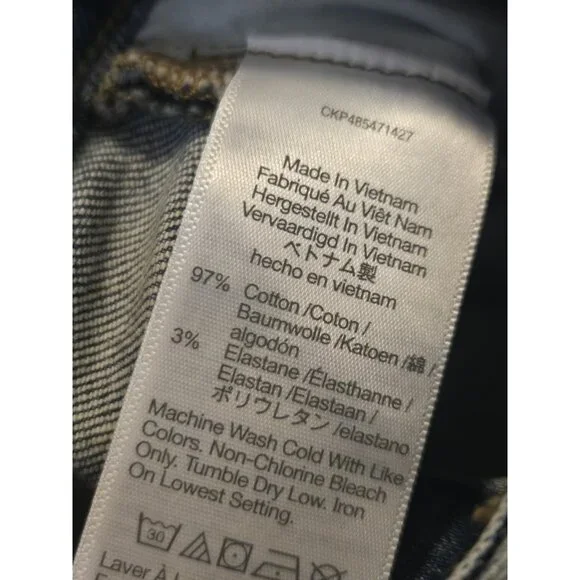 CKP485471427
Made In Vietnam
Fabriqué Au Việt Nam
Hergestellt In Vietnam
Vervaardigd In Vietnam
ベトナム製
hecho en vietnam
97% Cotton /Coton /
Baumwolle /Katoen /綿 /
algodón
3% Elastane /Élasthanne /
Elastan /Elastaan /
ポリウレタン /elastano
Machine Wash Cold With Like
Colors. Non-Chlorine Bleach
Only. Tumble Dry Low. Iron
On Lowest Setting.
30
Laver À